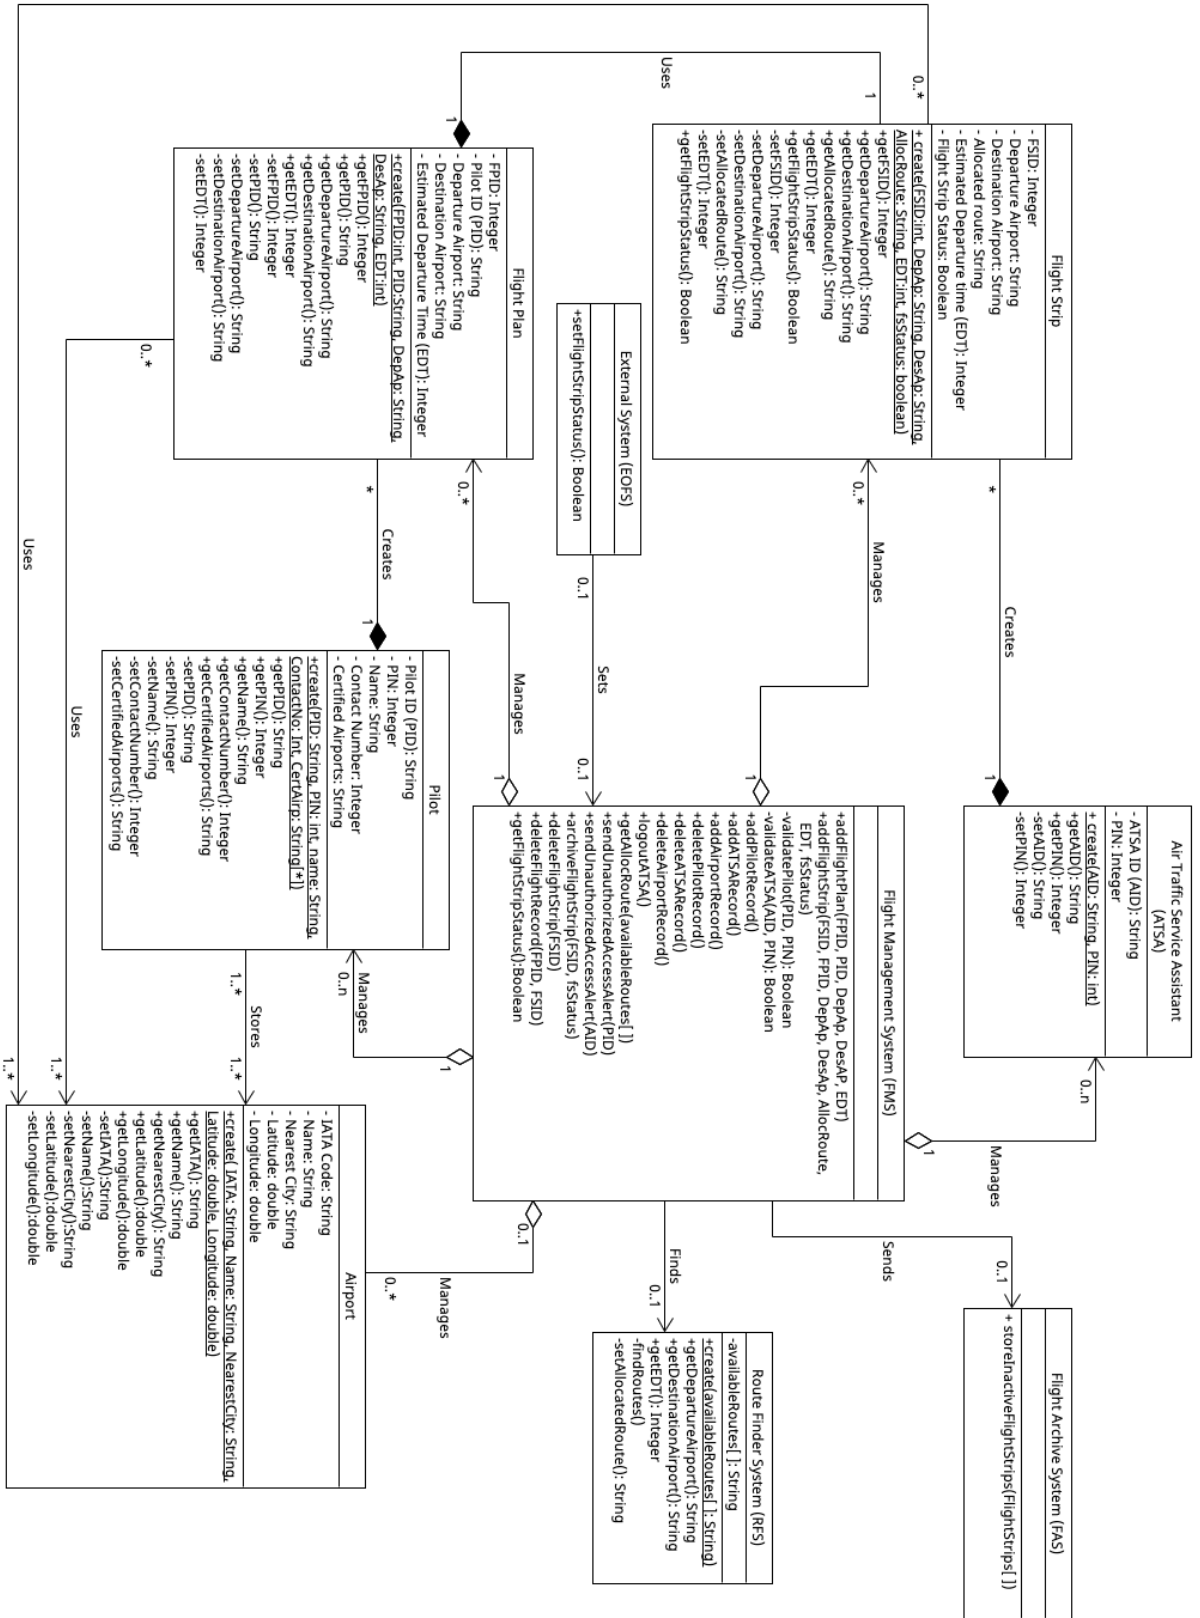 Air Traffic Service Assistant
(ATSA)
- ATSA ID (AID): String
- PIN: Integer
+ create(AID: String, PIN: int)
+getAID(): String
+getPIN(): Integer
-setAID(): String
-setPIN(): Integer
1
Creates
*
0..n
Manages
1
Flight Strip
- FSID: Integer
- Departure Airport: String
- Destination Airport: String
- Allocated route: String
- Estimated Departure time (EDT): Integer
- Flight Strip Status: Boolean
+ create(FSID:int, DepAp: String, DesAp: String,
AllocRoute: String, EDT:int, fsStatus: boolean)
+getFSID(): Integer
+getDepartureAirport(): String
+getDestinationAirport(): String
+getAllocatedRoute(): String
+getEDT(): Integer
+getFlightStripStatus(): Boolean
-setFSID(): Integer
-setDepartureAirport(): String
-setDestinationAirport(): String
-setAllocatedRoute(): String
-setEDT(): Integer
+getFlightStripStatus(): Boolean
0..*
1
Uses
1
0..*
Manages
1
Flight Archive System (FAS)
+ storeInactiveFlightStrips(FlightStrips[ ])
Sends
0..1
Flight Management System (FMS)
+addFlightPlan(FPID, PID, DepAp, DesAP, EDT)
+addFlightStrip(FSID, FPID, DepAp, DesAp, AllocRoute,
EDT, fsStatus)
-validatePilot(PID, PIN): Boolean
-validateATSA(AID, PIN): Boolean
+addPilotRecord()
+addATSARecord()
+addAirportRecord()
+deletePilotRecord()
+deleteATSARecord()
+deleteAirportRecord()
+logoutATSA()
+getAllocRoute(availableRoutes[ ])
+sendUnauthorizedAccessAlert(PID)
+sendUnauthorizedAccessAlert(AID)
+archiveFlightStrip(FSID, fsStatus)
+deleteFlightStrip(FSID)
+deleteFlightRecord(FPID, FSID)
+getFlightStripStatus():Boolean
External System (EOFS)
+setFlightStripStatus(): Boolean
0..1
Sets
0..1
Finds
0..1
Route Finder System (RFS)
-availableRoutes[ ]: String
+create(availableRoutes[ ]: String)
+getDepartureAirport(): String
+getDestinationAirport(): String
+getEDT(): Integer
-findRoutes()
-setAllocatedRoute(): String
Flight Plan
- FPID: Integer
- Pilot ID (PID): String
- Departure Airport: String
- Destination Airport: String
- Estimated Departure Time (EDT): Integer
+create(FPID:int, PID:String, DepAp: String,
DesAp: String, EDT:int)
+getFPID(): Integer
+getPID(): String
+getDepartureAirport(): String
+getDestinationAirport(): String
+getEDT(): Integer
-setFPID(): Integer
-setPID(): String
-setDepartureAirport(): String
-setDestinationAirport(): String
-setEDT(): Integer
0..*
Manages
1
*
Creates
1
Pilot
- Pilot ID (PID): String
- PIN: Integer
- Name: String
- Contact Number: Integer
- Certified Airports: String
+create(PID: String, PIN: int, name: String,
ContactNo: Int, CertAirp: String[*])
+getPID(): String
+getPIN(): Integer
+getName(): String
+getContactNumber(): Integer
+getCertifiedAirports(): String
-setPID(): String
-setPIN(): Integer
-setName(): String
-setContactNumber(): Integer
-setCertifiedAirports(): String
Manages
0..n
1
0..1
0..*
Manages
1..*
Stores
1..*
Airport
- IATA Code: String
- Name: String
- Nearest City: String
- Latitude: double
- Longitude: double
+create( IATA: String, Name: String, NearestCity: String,
Latitude: double, Longitude: double)
+getIATA(): String
+getName(): String
+getNearestCity(): String
+getLatitude():double
+getLongitude():double
-setIATA():String
-setName():String
-setNearestCity():String
-setLatitude():double
-setLongitude():double
0..*
Uses
1..*
Uses
1..*